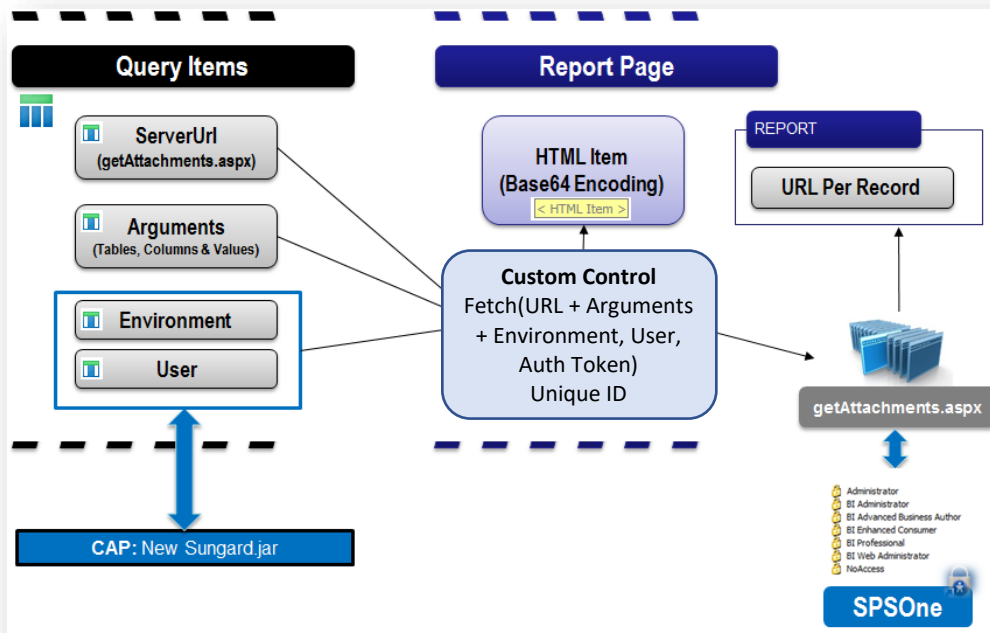 Query Items
ServerUrl
(getAttachments.aspx)
Arguments
(Tables, Columns & Values)
Environment
User
CAP: New Sungard.jar
Report Page
HTML Item
(Base64 Encoding)
< HTML Item >
Custom Control
Fetch(URL + Arguments
+ Environment, User,
Auth Token)
Unique ID
REPORT
URL Per Record
getAttachments.aspx
Administrator
BI Administrator
BI Advanced Business Author
BI Enhanced Consumer
BI Professional
BI Web Administrator
NoAccess
SPSOne